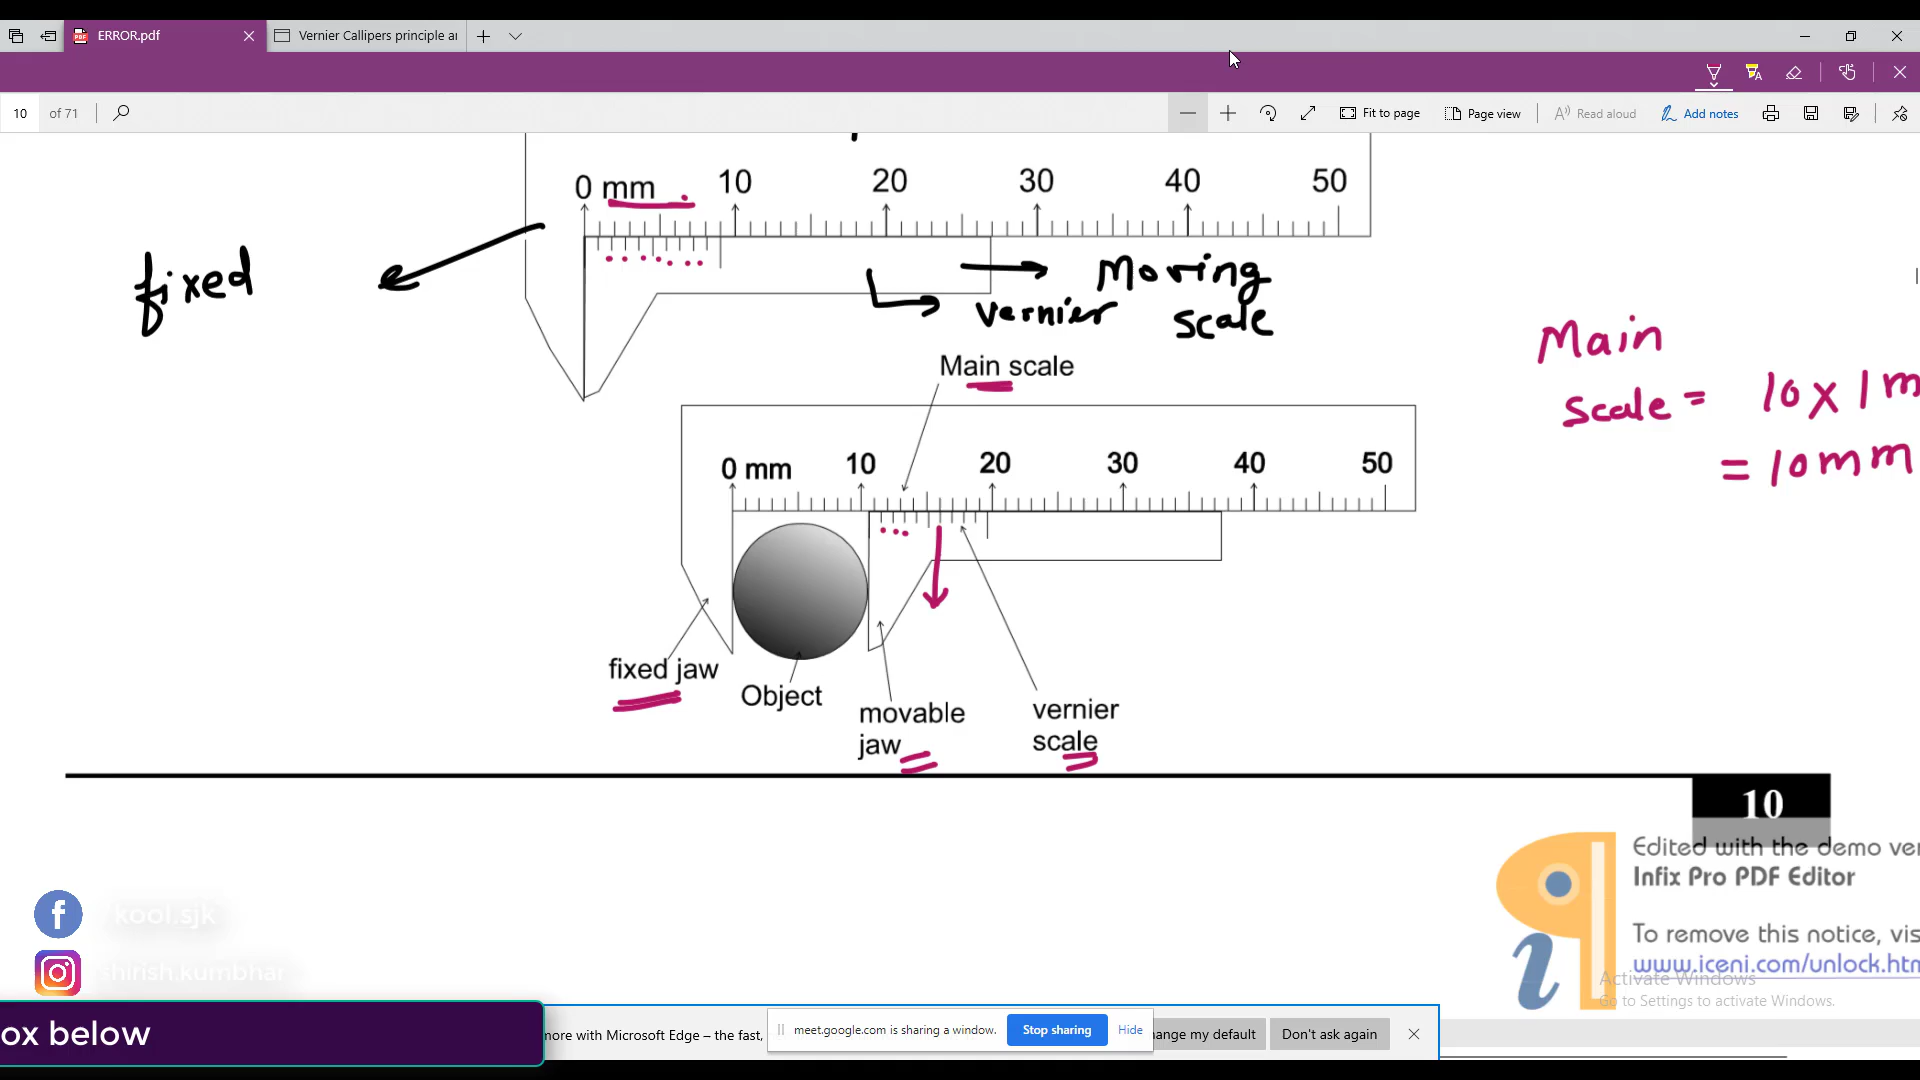 ERROR.pdf
Vernier Callipers principle ar
10 of 71
Fit to page
Page view
Read aloud
Add notes
0 mm 10 20 30 40 50
fixed
Moving
vernier scale
Main scale
Main
scale = 10 x 1 m
= 10 mm
0 mm 10 20 30 40 50
fixed jaw
Object
movable
jaw
vernier
scale
10
Edited with the demo ver
Infix Pro PDF Editor
To remove this notice, vis
www.iceni.com/unlock.htm
Activate Windows
Go to Settings to activate Windows.
kool.sjk
shirish.kumbhar
ox below
more with Microsoft Edge – the fast,
meet.google.com is sharing a window.
Stop sharing
Hide
hange my default
Don't ask again